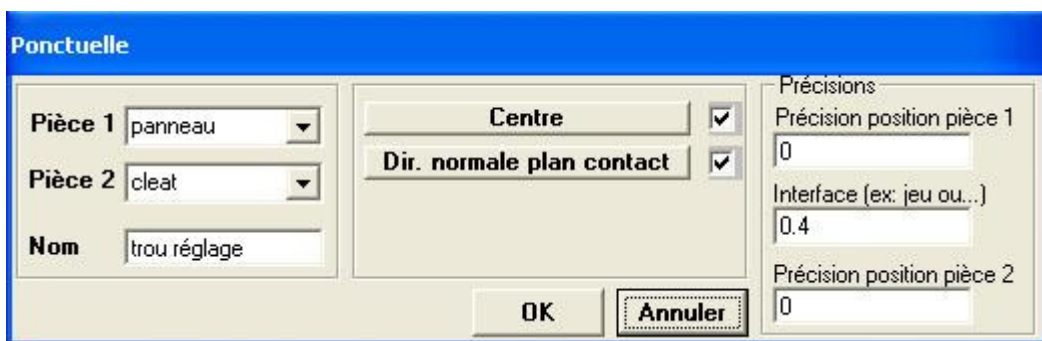 Ponctuelle
Pièce 1 panneau
Pièce 2 cleat
Nom trou réglage
Centre
Dir. normale plan contact
OK Annuler
Précisions
Précision position pièce 1
0
Interface (ex: jeu ou...)
0.4
Précision position pièce 2
0